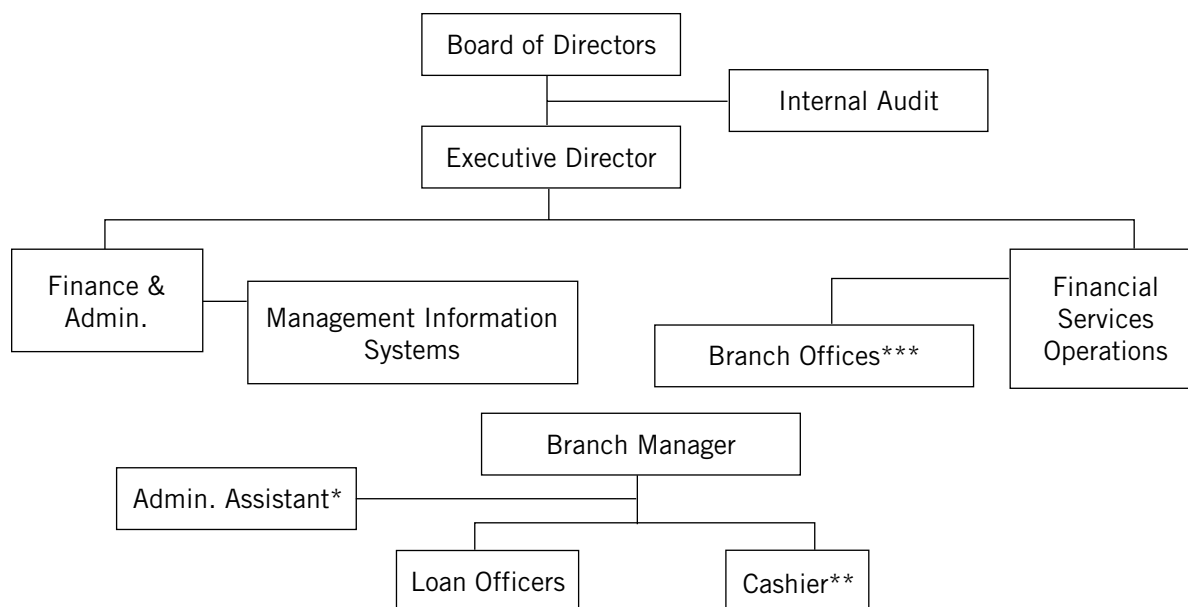 Board of Directors
Internal Audit
Executive Director
Finance &
Admin.
Management Information
Systems
Financial
Services
Operations
Branch Offices***
Branch Manager
Admin. Assistant*
Loan Officers
Cashier**